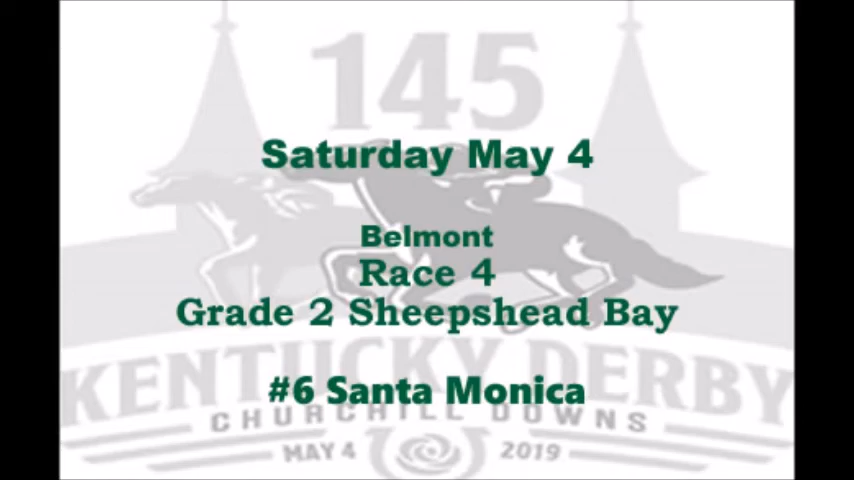 145
Saturday May 4
Belmont
Race 4
Grade 2 Sheepshead Bay
KENTUCKY DERBY
#6 Santa Monica
CHURCHILL DOWNS
MAY 4 2019